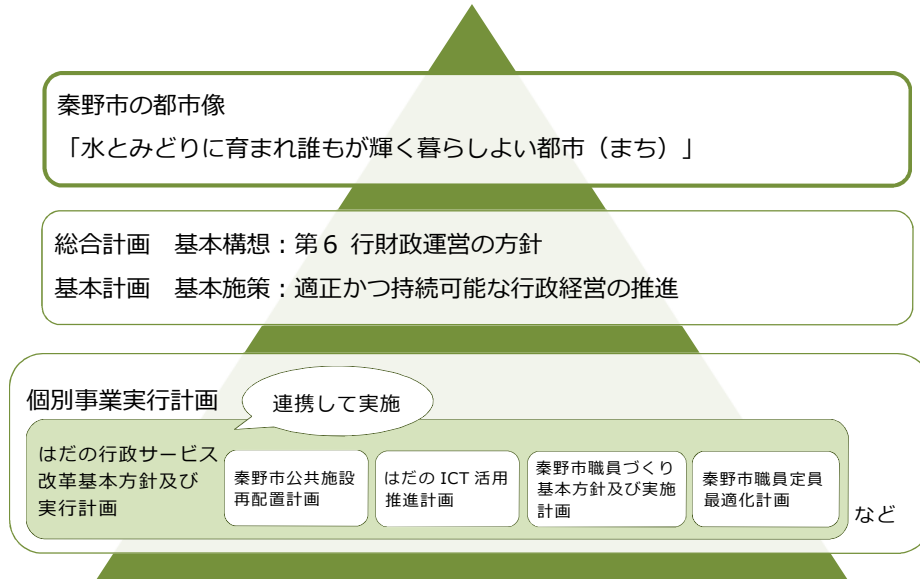 秦野市の都市像
「水とみどりに育まれ誰もが輝く暮らしよい都市（まち）」
総合計画　基本構想：第６ 行財政運営の方針
基本計画　基本施策：適正かつ持続可能な行政経営の推進
個別事業実行計画
連携して実施
はだの行政サービス
改革基本方針及び
実行計画
秦野市公共施設
再配置計画
はだの ICT 活用
推進計画
秦野市職員づくり
基本方針及び実施
計画
秦野市職員定員
最適化計画
など